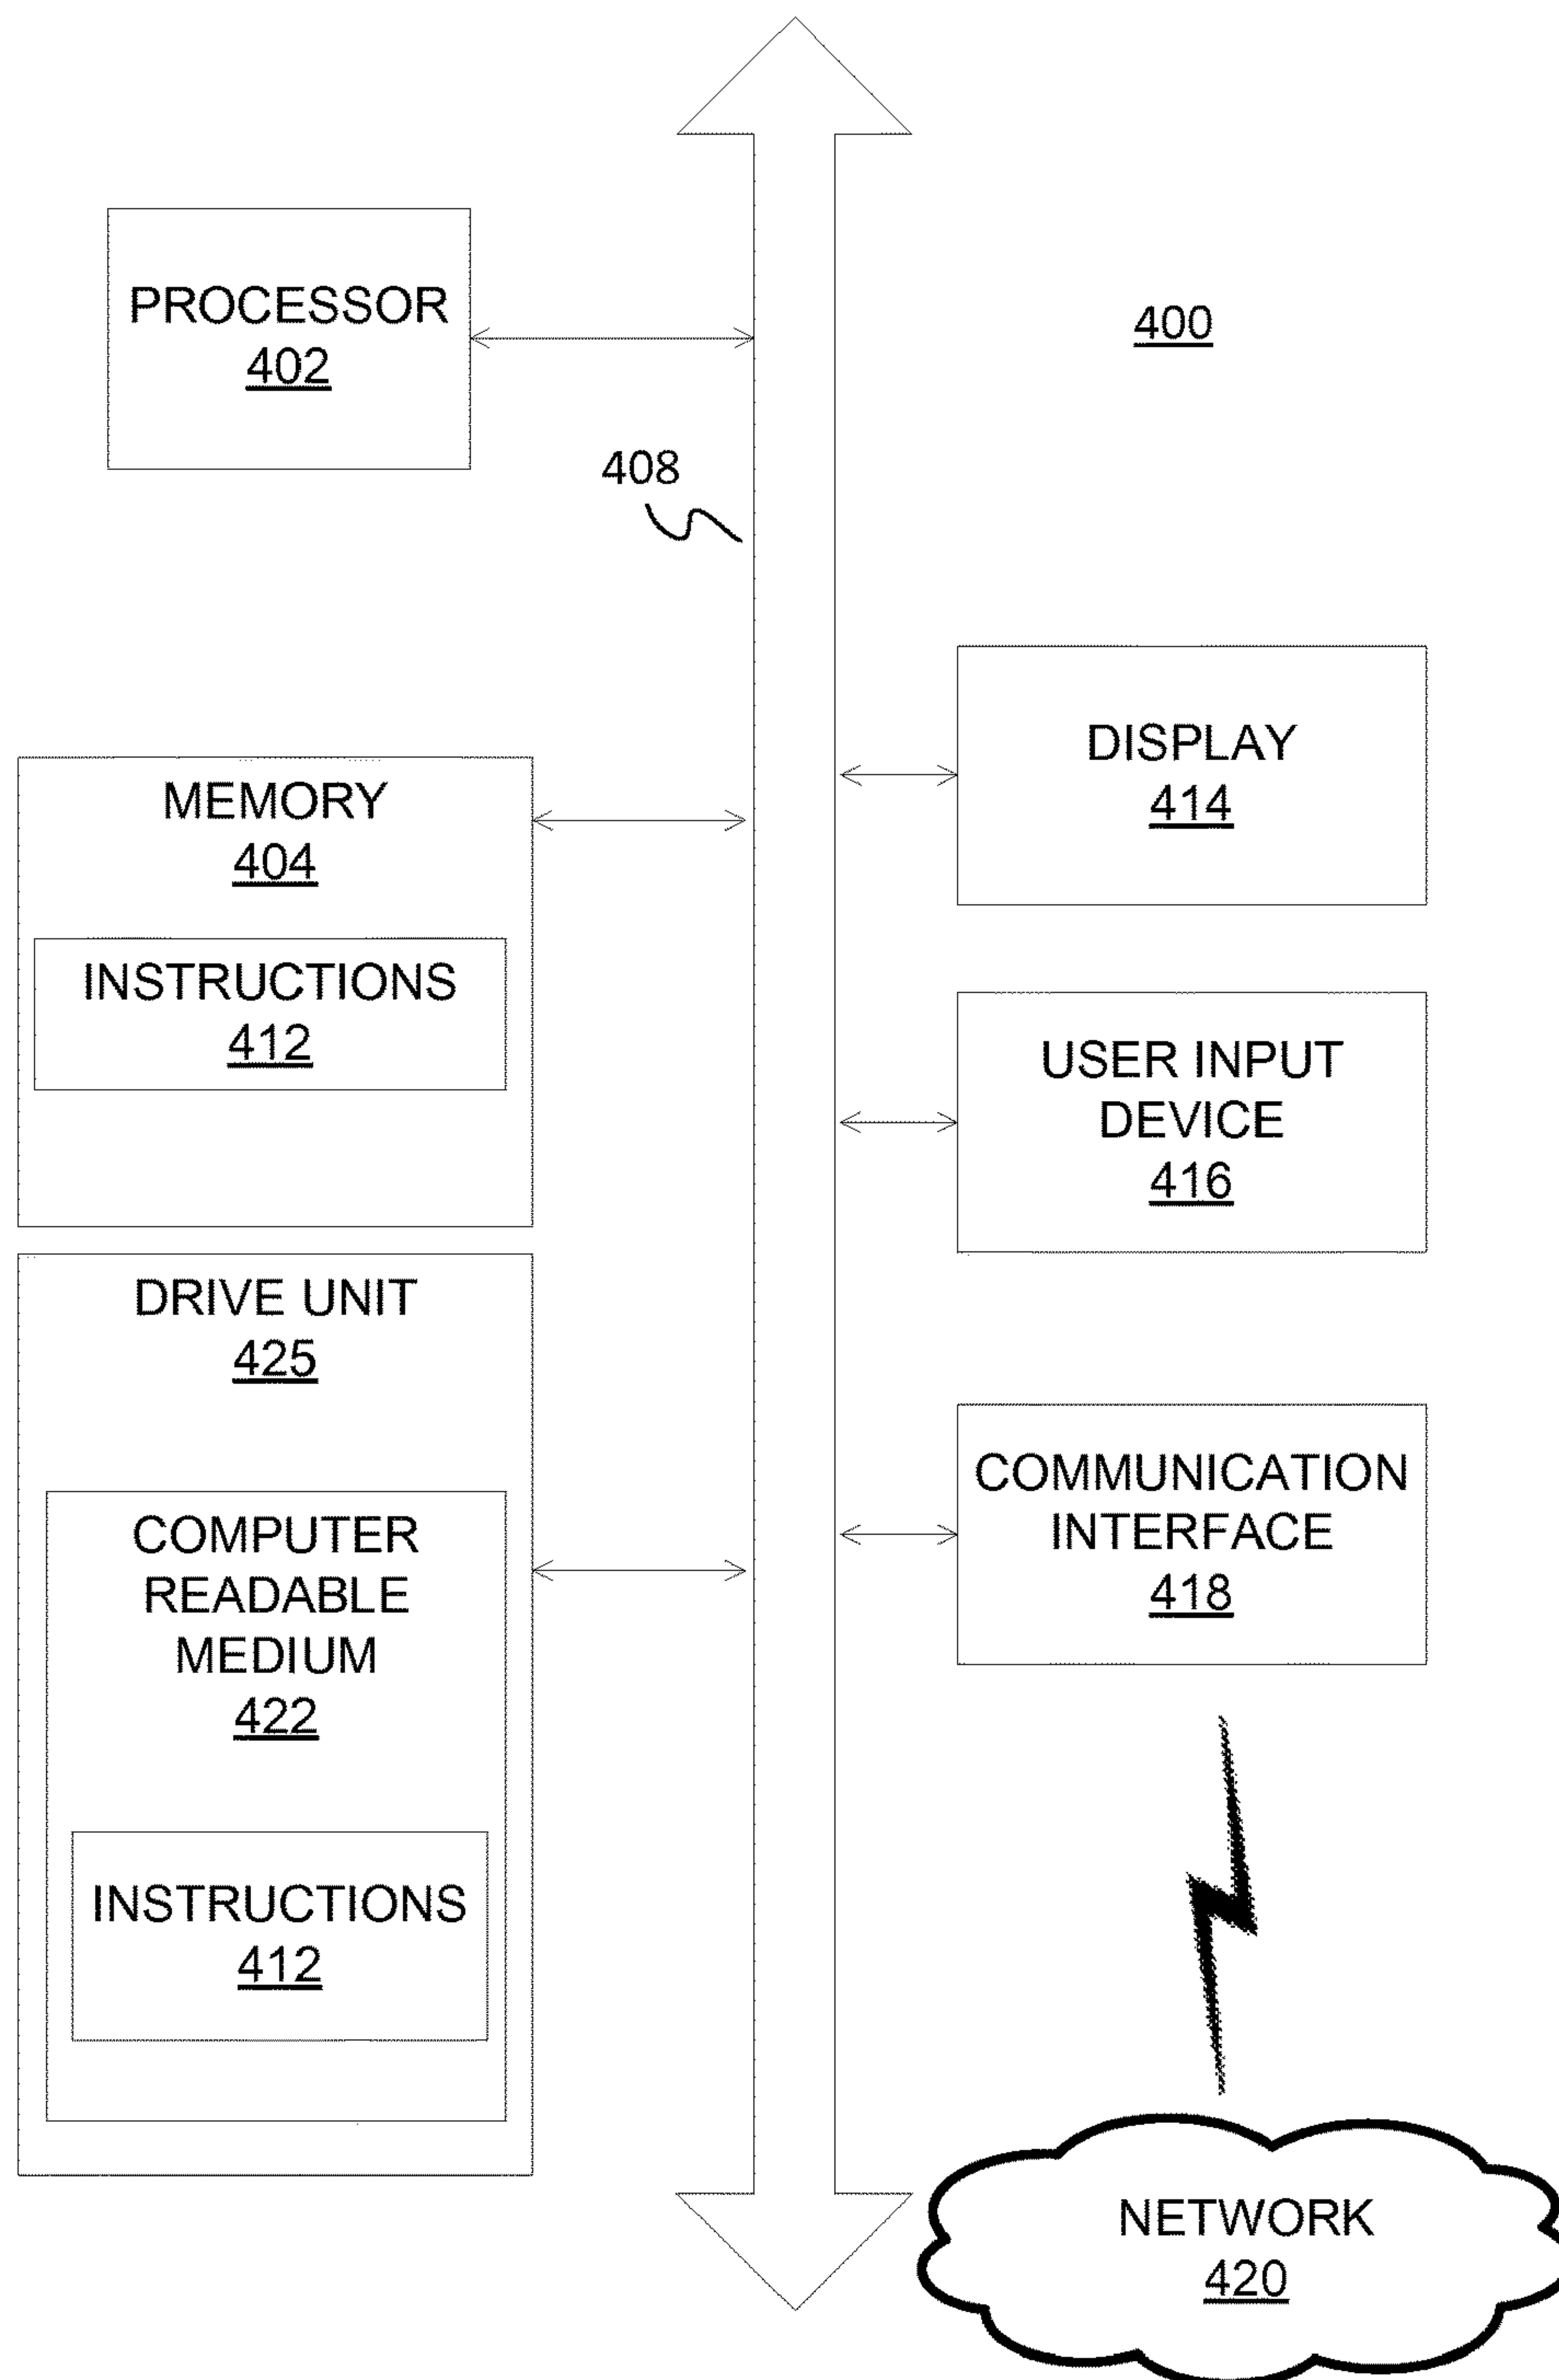 PROCESSOR
402
400
408
MEMORY
404
INSTRUCTIONS
412
DRIVE UNIT
425
COMPUTER
READABLE
MEDIUM
422
INSTRUCTIONS
412
DISPLAY
414
USER INPUT
DEVICE
416
COMMUNICATION
INTERFACE
418
NETWORK
420